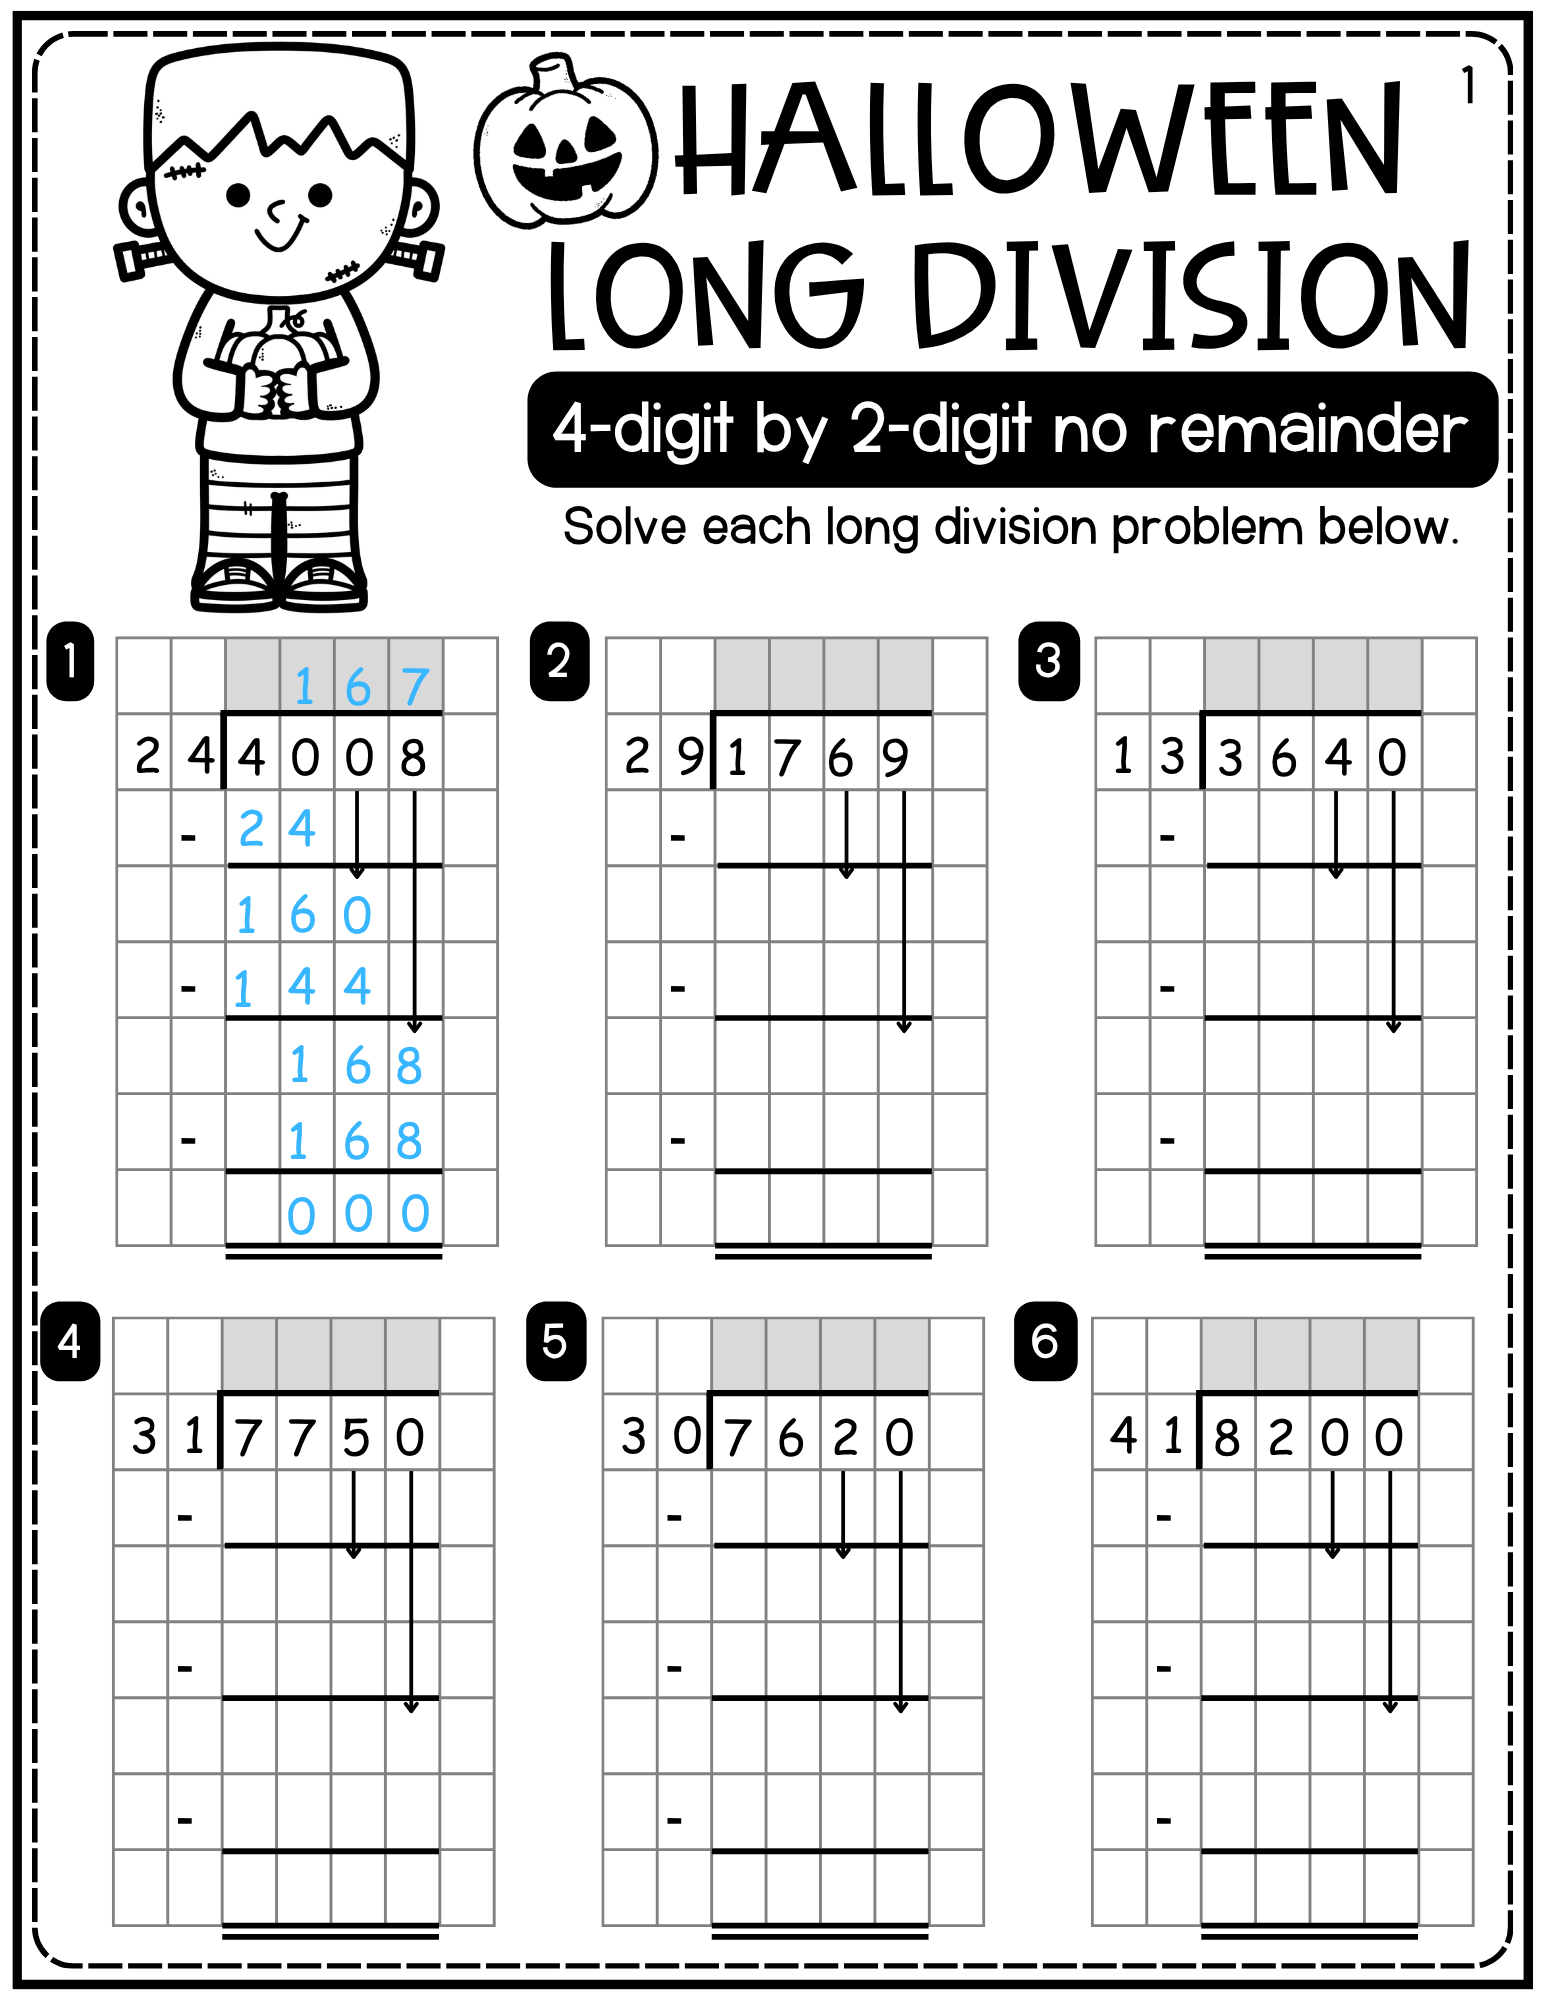 1
HALLOWEEN
LONG DIVISION
4-digit by 2-digit no remainder
Solve each long division problem below.
1
1 6 7
2 4 4 0 0 8
- 2 4
1 6 0
- 1 4 4
1 6 8
- 1 6 8
0 0 0
2
2 9 1 7 6 9
-
-
-
3
1 3 3 6 4 0
-
-
-
4
3 1 7 7 5 0
-
-
-
5
3 0 7 6 2 0
-
-
-
6
4 1 8 2 0 0
-
-
-